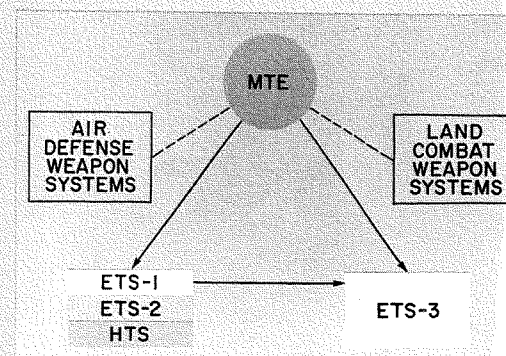 MTE
AIR
DEFENSE
WEAPON
SYSTEMS
LAND
COMBAT
WEAPON
SYSTEMS
ETS-1
ETS-2
HTS
ETS-3